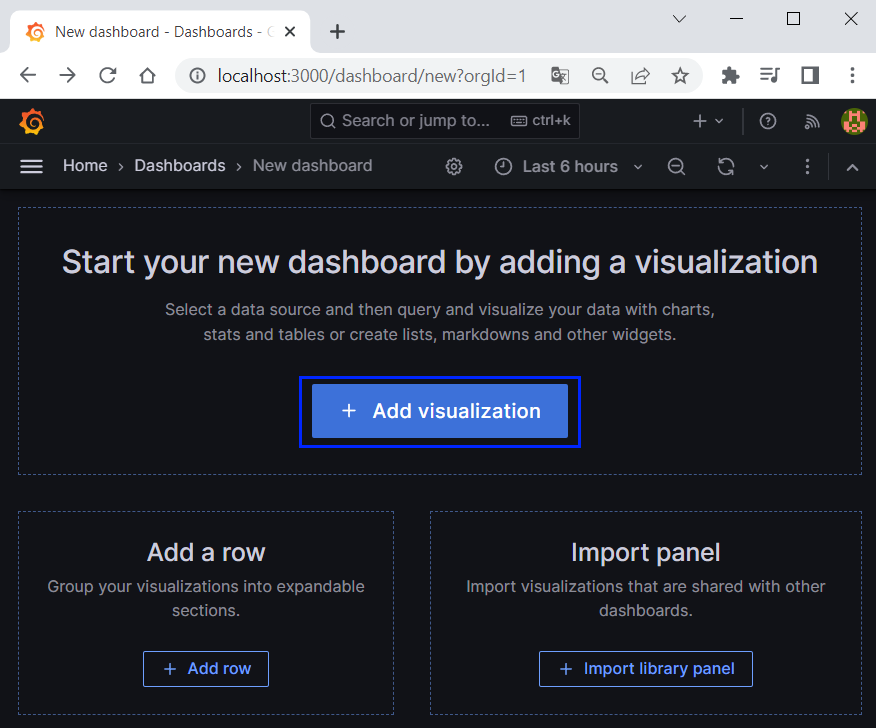 New dashboard - Dashboards - G
localhost:3000/dashboard/new?orgId=1
Search or jump to... ctrl+k
Home › Dashboards › New dashboard Last 6 hours
Start your new dashboard by adding a visualization
Select a data source and then query and visualize your data with charts,
stats and tables or create lists, markdowns and other widgets.
+ Add visualization
Add a row
Group your visualizations into expandable
sections.
+ Add row
Import panel
Import visualizations that are shared with other
dashboards.
+ Import library panel